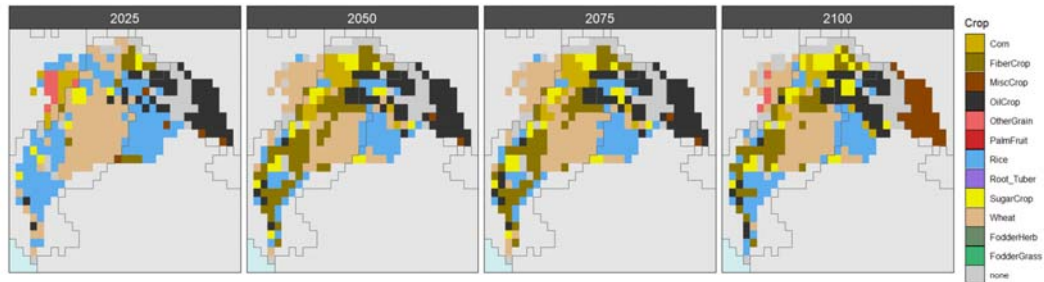 2025
2050
2075
2100
Crop
Corn
FiberCrop
MiscCrop
OilCrop
OtherGrain
PalmFruit
Rice
Root_Tuber
SugarCrop
Wheat
FodderHerb
FodderGrass
none